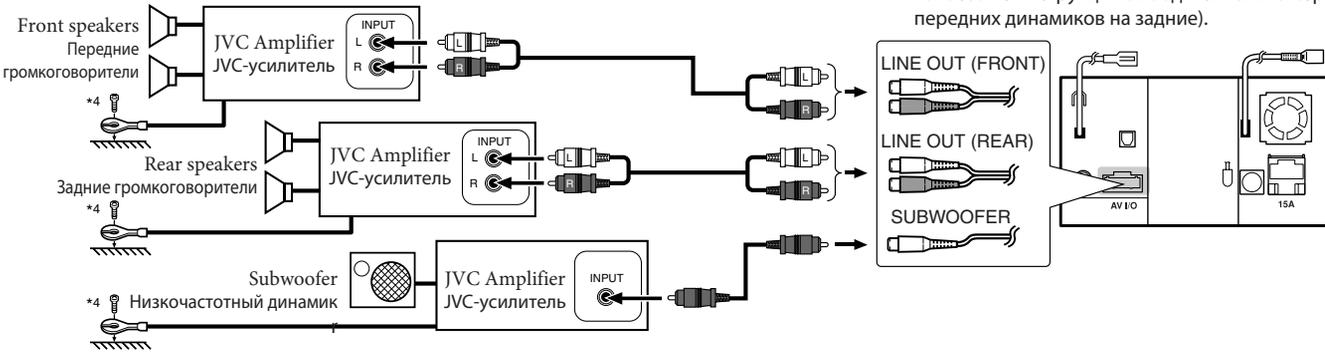 передних динамиков на задние).
Front speakers
Передние
громкоговорители
*4
JVC Amplifier
JVC-усилитель
INPUT
L
R
L
R
L
R
LINE OUT (FRONT)
Rear speakers
Задние громкоговорители
*4
JVC Amplifier
JVC-усилитель
INPUT
L
R
L
R
L
R
LINE OUT (REAR)
Subwoofer
Низкочастотный динамик
*4
r
JVC Amplifier
JVC-усилитель
INPUT
SUBWOOFER
AV I/O
15A